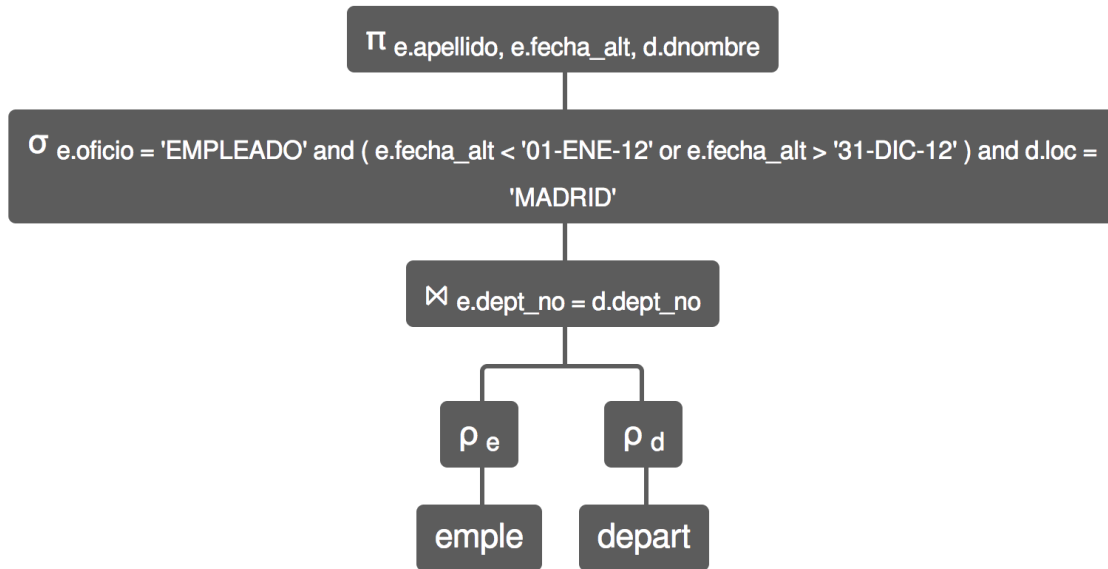 π e.apellido, e.fecha_alt, d.dnombre
σ e.oficio = 'EMPLEADO' and ( e.fecha_alt < '01-ENE-12' or e.fecha_alt > '31-DIC-12' ) and d.loc =
'MADRID'
⋈ e.dept_no = d.dept_no
ρ e
ρ d
emple
depart